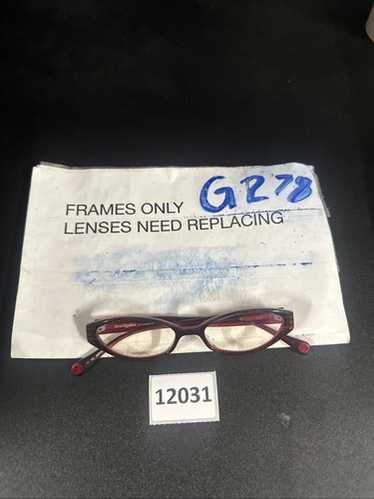 G278
FRAMES ONLY
LENSES NEED REPLACING
12031